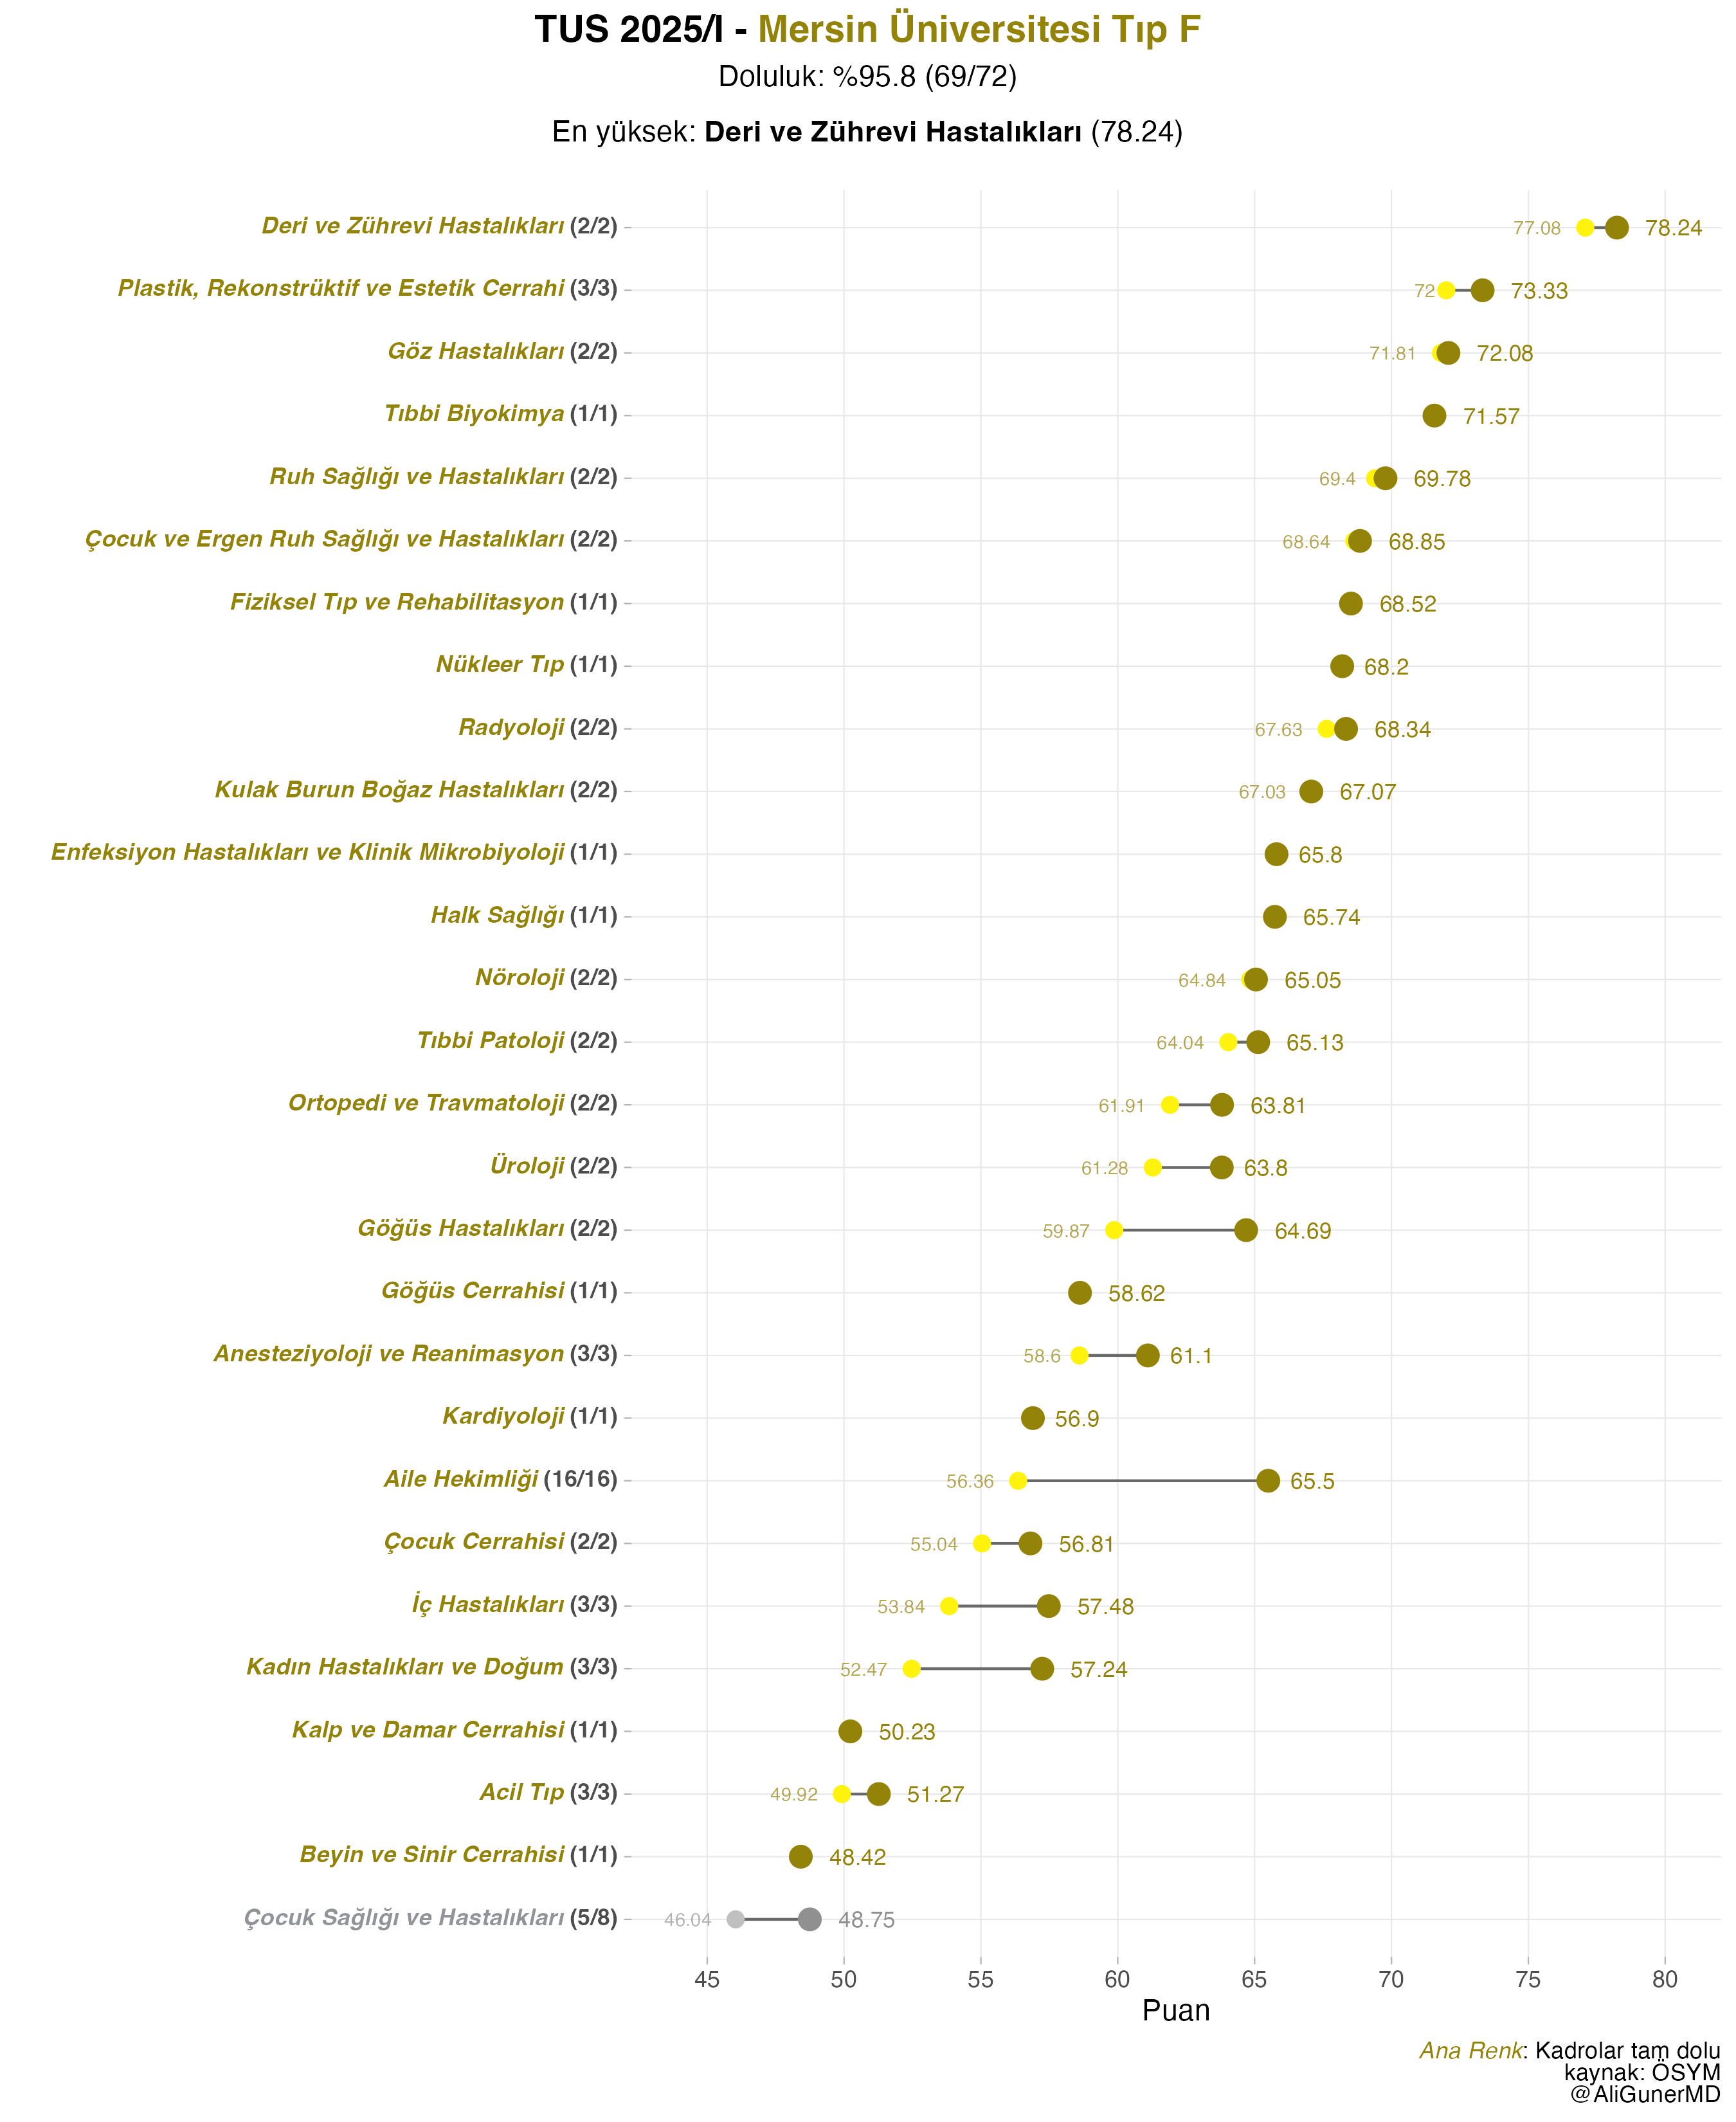 TUS 2025/I - Mersin Üniversitesi Tıp F
Doluluk: %95.8 (69/72)
En yüksek: Deri ve Zührevi Hastalıkları (78.24)
Deri ve Zührevi Hastalıkları (2/2) 77.08 78.24
Plastik, Rekonstrüktif ve Estetik Cerrahi (3/3) 72 73.33
Göz Hastalıkları (2/2) 71.81 72.08
Tıbbi Biyokimya (1/1) 71.57
Ruh Sağlığı ve Hastalıkları (2/2) 69.4 69.78
Çocuk ve Ergen Ruh Sağlığı ve Hastalıkları (2/2) 68.64 68.85
Fiziksel Tıp ve Rehabilitasyon (1/1) 68.52
Nükleer Tıp (1/1) 68.2
Radyoloji (2/2) 67.63 68.34
Kulak Burun Boğaz Hastalıkları (2/2) 67.03 67.07
Enfeksiyon Hastalıkları ve Klinik Mikrobiyoloji (1/1) 65.8
Halk Sağlığı (1/1) 65.74
Nöroloji (2/2) 64.84 65.05
Tıbbi Patoloji (2/2) 64.04 65.13
Ortopedi ve Travmatoloji (2/2) 61.91 63.81
Üroloji (2/2) 61.28 63.8
Göğüs Hastalıkları (2/2) 59.87 64.69
Göğüs Cerrahisi (1/1) 58.62
Anesteziyoloji ve Reanimasyon (3/3) 58.6 61.1
Kardiyoloji (1/1) 56.9
Aile Hekimliği (16/16) 56.36 65.5
Çocuk Cerrahisi (2/2) 55.04 56.81
İç Hastalıkları (3/3) 53.84 57.48
Kadın Hastalıkları ve Doğum (3/3) 52.47 57.24
Kalp ve Damar Cerrahisi (1/1) 50.23
Acil Tıp (3/3) 49.92 51.27
Beyin ve Sinir Cerrahisi (1/1) 48.42
Çocuk Sağlığı ve Hastalıkları (5/8) 46.04 48.75
45 50 55 60 65 70 75 80
Puan
Ana Renk: Kadrolar tam dolu
kaynak: ÖSYM
@AliGunerMD